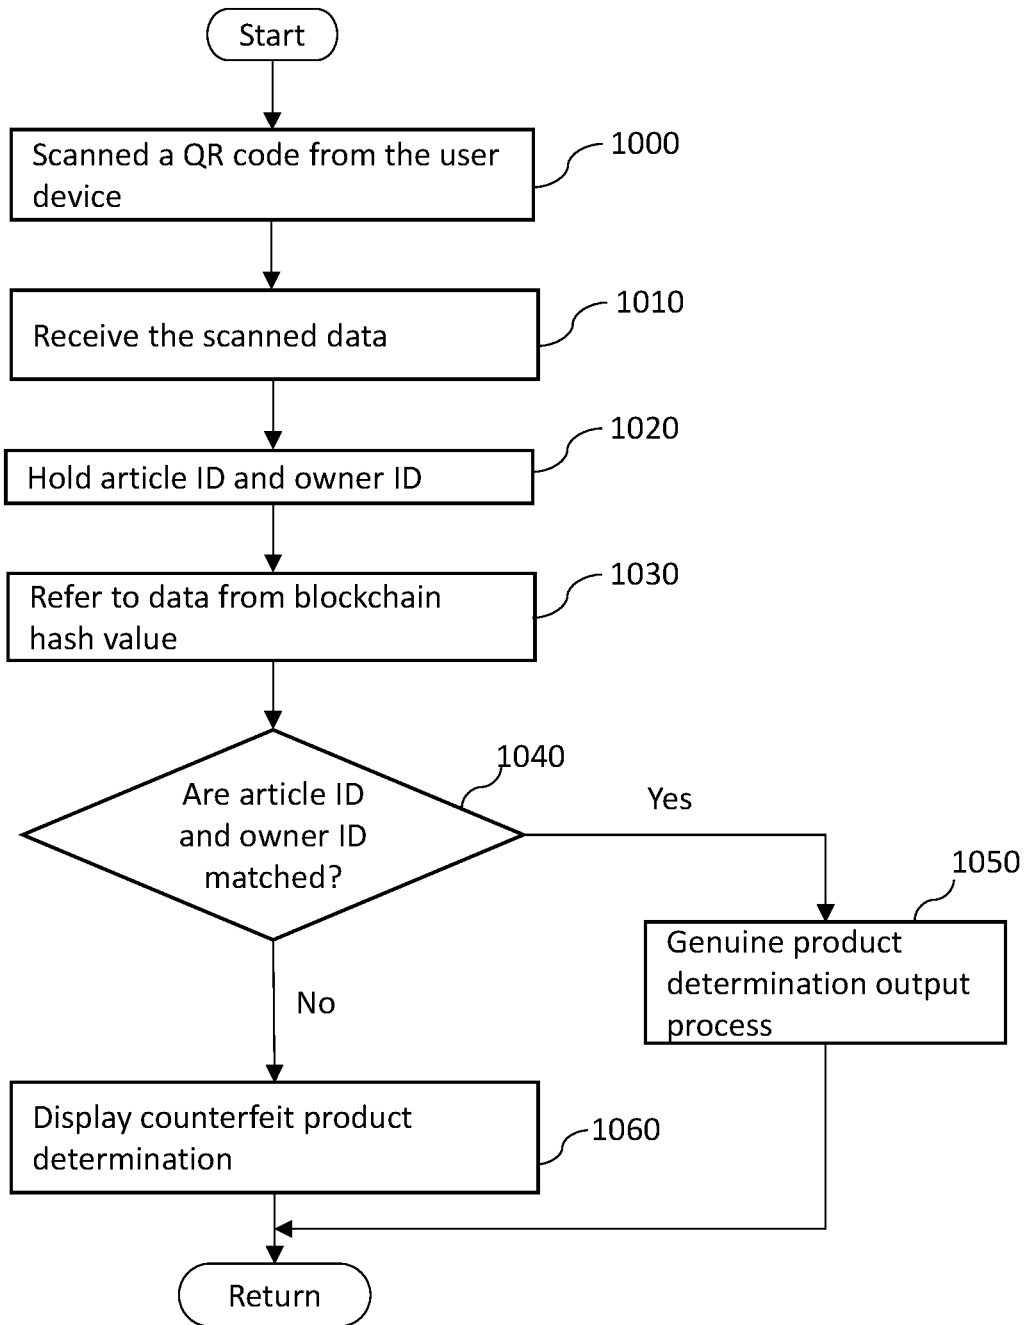 Start
Scanned a QR code from the user
device
1000
Receive the scanned data
1010
Hold article ID and owner ID
1020
Refer to data from blockchain
hash value
1030
Are article ID
and owner ID
matched?
1040
Yes
Genuine product
determination output
process
1050
No
Display counterfeit product
determination
1060
Return